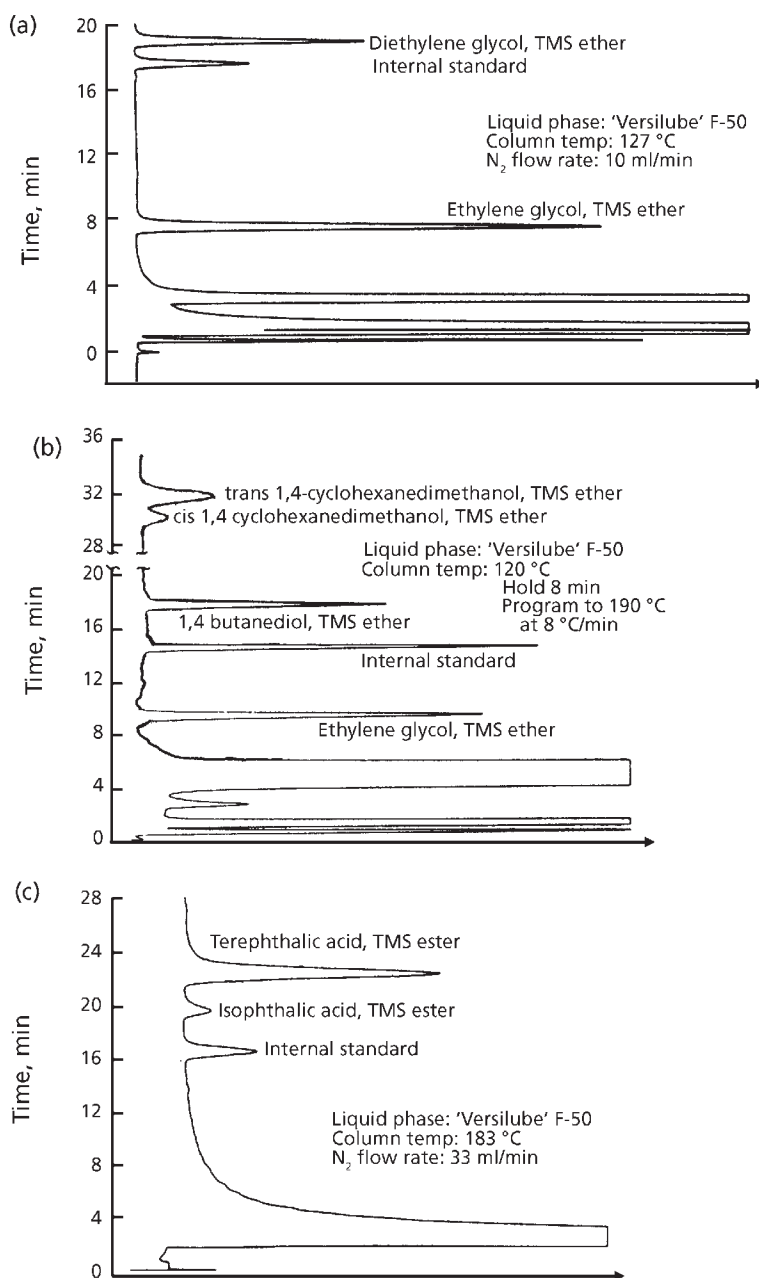 (a)
20
Diethylene glycol, TMS ether
Internal standard
16
Liquid phase: 'Versilube' F-50
Column temp: 127 °C
N2 flow rate: 10 ml/min
12
Ethylene glycol, TMS ether
8
4
0
Time, min
(b)
36
32
trans 1,4-cyclohexanedimethanol, TMS ether
cis 1,4 cyclohexanedimethanol, TMS ether
28
Liquid phase: 'Versilube' F-50
Column temp: 120 °C
Hold 8 min
Program to 190 °C
at 8 °C/min
20
1,4 butanediol, TMS ether
16
Internal standard
12
Ethylene glycol, TMS ether
8
4
0
Time, min
(c)
28
24
Terephthalic acid, TMS ester
20
Isophthalic acid, TMS ester
Internal standard
16
12
Liquid phase: 'Versilube' F-50
Column temp: 183 °C
N2 flow rate: 33 ml/min
8
4
0
Time, min